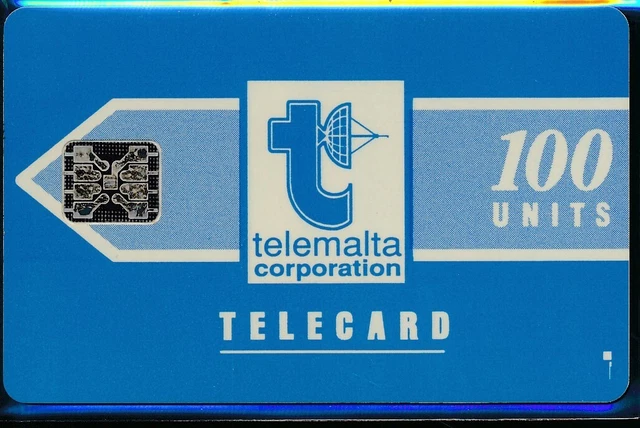 100
UNITS
t
telemalta
corporation
TELECARD